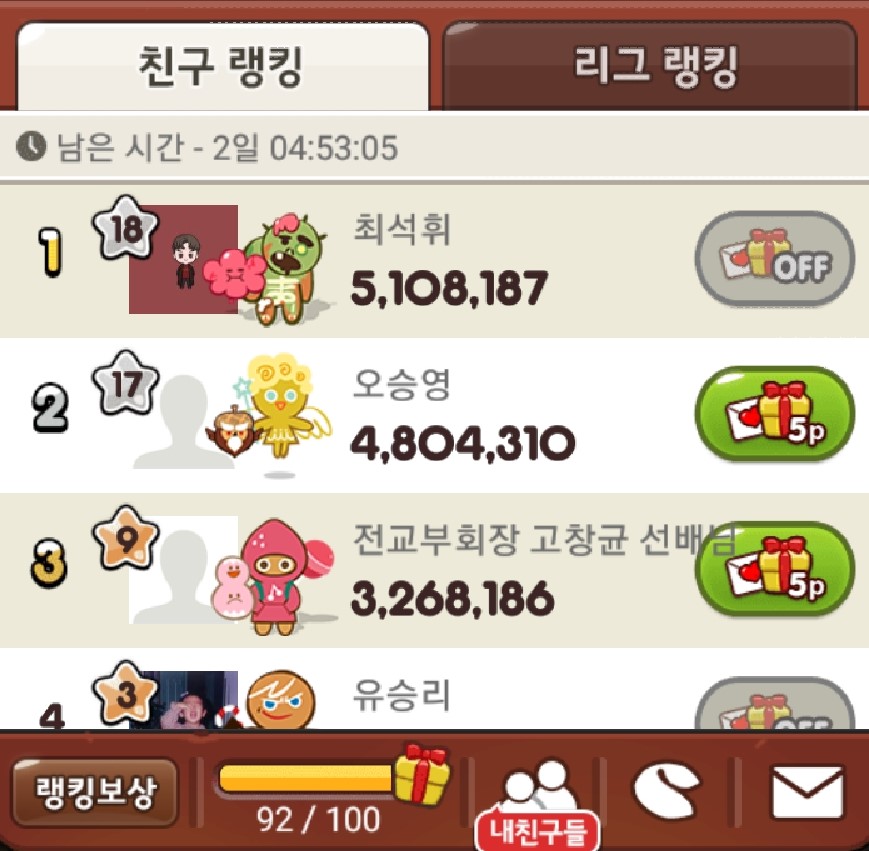 친구 랭킹
리그 랭킹
남은 시간 - 2일 04:53:05
1
18
최석휘
5,108,187
OFF
2
17
오승영
4,804,310
5p
3
9
전교부회장 고창균 선배님
3,268,186
5p
4
3
유승리
OFF
랭킹보상
92 / 100
내친구들